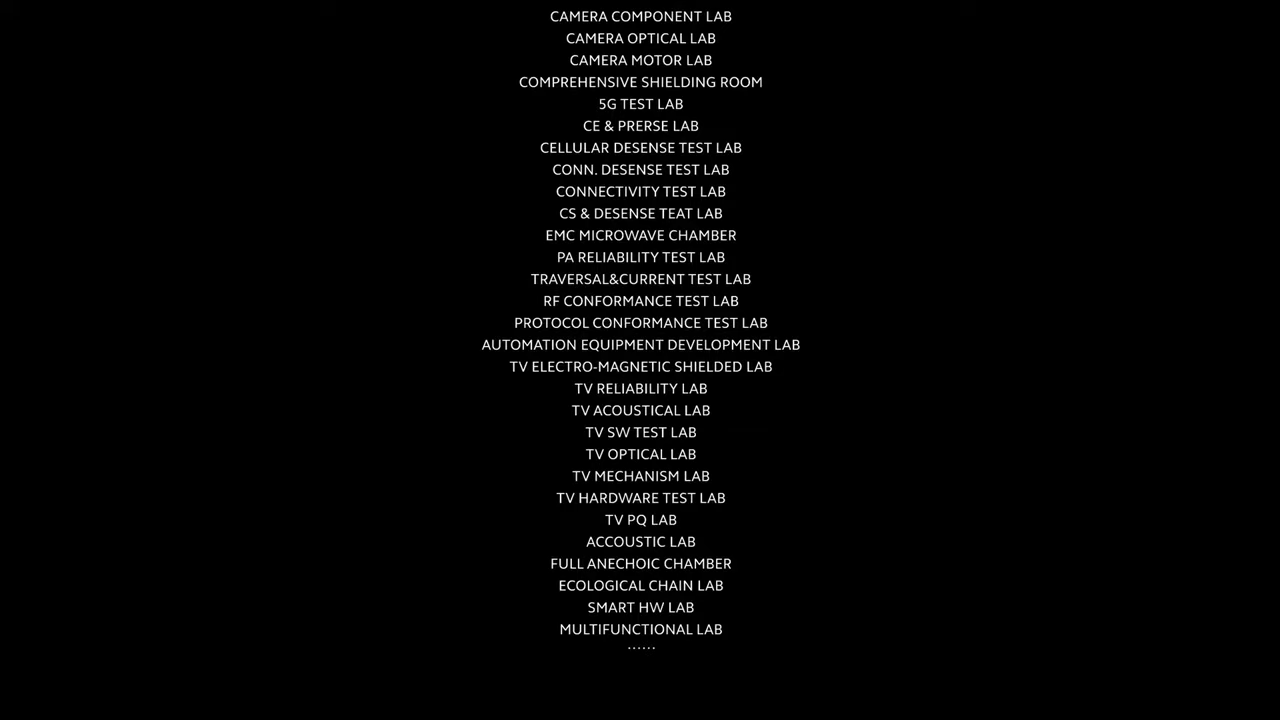 CAMERA COMPONENT LAB
CAMERA OPTICAL LAB
CAMERA MOTOR LAB
COMPREHENSIVE SHIELDING ROOM
5G TEST LAB
CE & PRERSE LAB
CELLULAR DESENSE TEST LAB
CONN. DESENSE TEST LAB
CONNECTIVITY TEST LAB
CS & DESENSE TEAT LAB
EMC MICROWAVE CHAMBER
PA RELIABILITY TEST LAB
TRAVERSAL&CURRENT TEST LAB
RF CONFORMANCE TEST LAB
PROTOCOL CONFORMANCE TEST LAB
AUTOMATION EQUIPMENT DEVELOPMENT LAB
TV ELECTRO-MAGNETIC SHIELDED LAB
TV RELIABILITY LAB
TV ACOUSTICAL LAB
TV SW TEST LAB
TV OPTICAL LAB
TV MECHANISM LAB
TV HARDWARE TEST LAB
TV PQ LAB
ACCOUSTIC LAB
FULL ANECHOIC CHAMBER
ECOLOGICAL CHAIN LAB
SMART HW LAB
MULTIFUNCTIONAL LAB
······